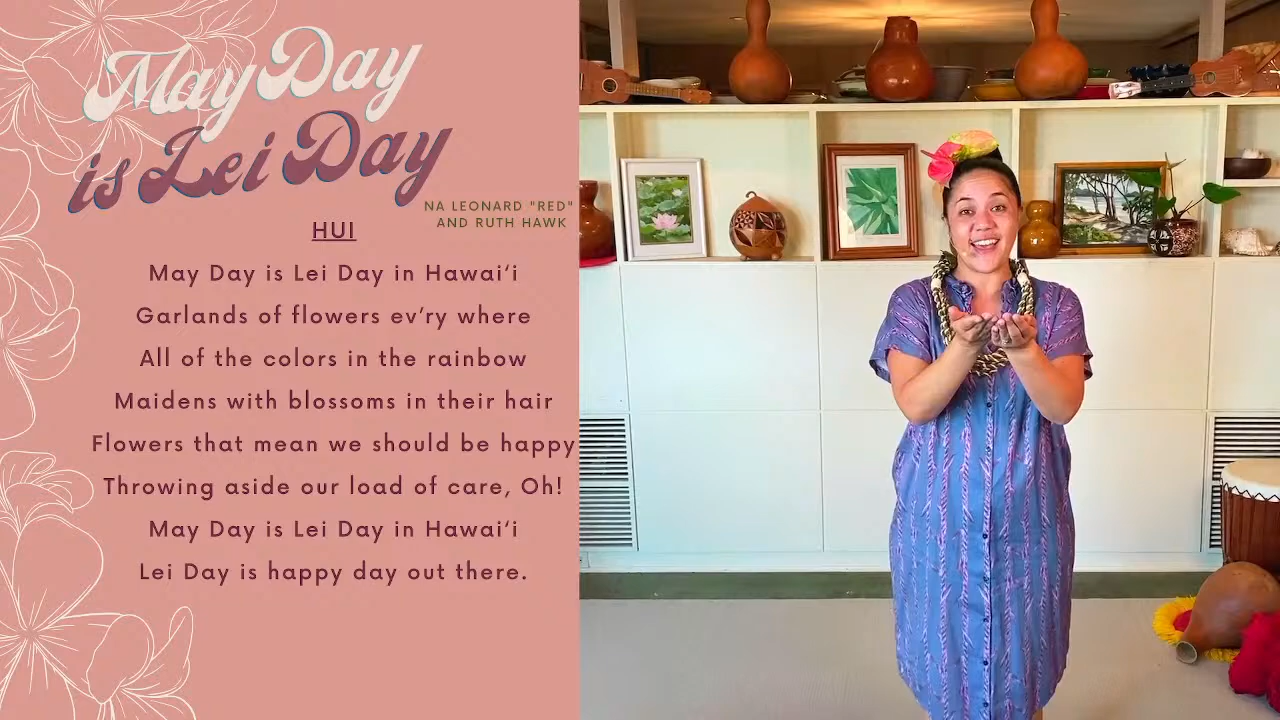 May Day
is Lei Day
NA LEONARD "RED"
AND RUTH HAWK
HUI
May Day is Lei Day in Hawaiʻi
Garlands of flowers ev’ry where
All of the colors in the rainbow
Maidens with blossoms in their hair
Flowers that mean we should be happy
Throwing aside our load of care, Oh!
May Day is Lei Day in Hawaiʻi
Lei Day is happy day out there.